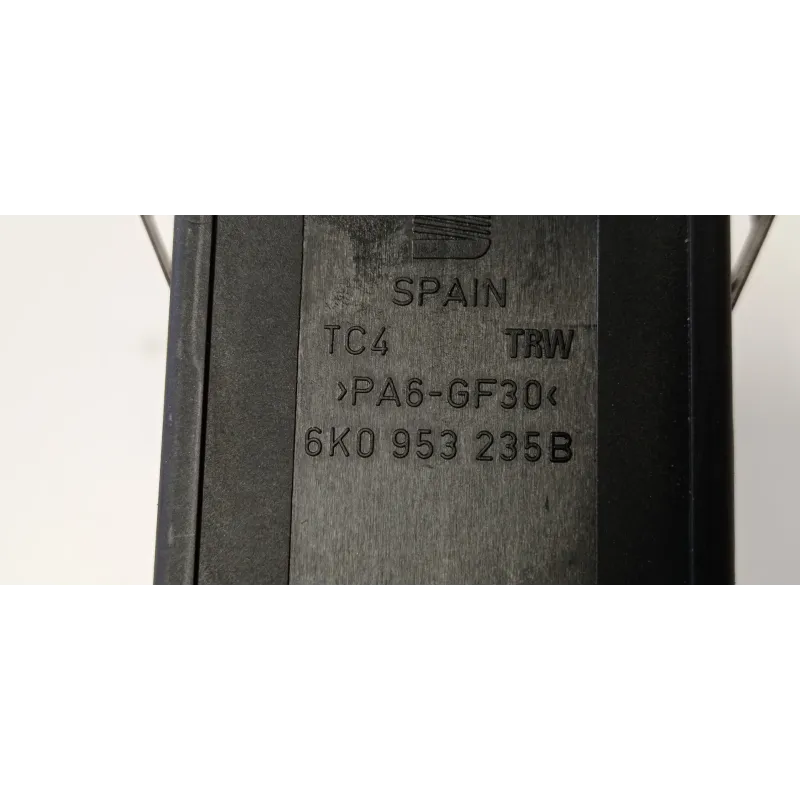 SPAIN
TC4 TRW
>PA6-GF30<
6K0 953 235B